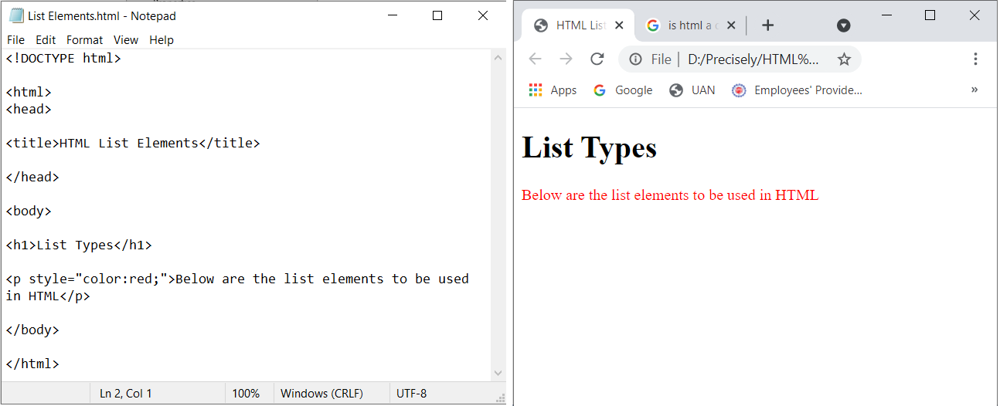 List Elements.html - Notepad
File Edit Format View Help
<!DOCTYPE html>
<html>
<head>
<title>HTML List Elements</title>
</head>
<body>
<h1>List Types</h1>
<p style="color:red;">Below are the list elements to be used
in HTML</p>
</body>
</html>
Ln 2, Col 1 100% Windows (CRLF) UTF-8
HTML List is html a
File D:/Precisely/HTML%...
Apps Google UAN Employees' Provide...
»
List Types
Below are the list elements to be used in HTML